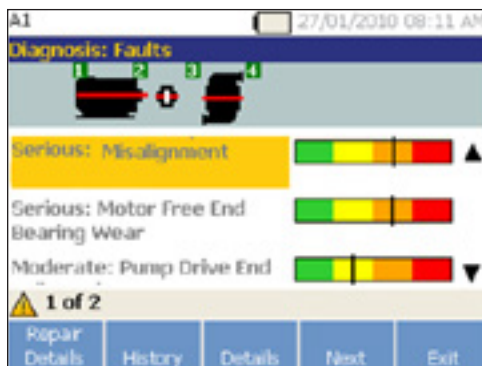 A1
27/01/2010 08:11 AM
Diagnosis: Faults
1 2 3 4
Serious: Misalignment
Serious: Motor Free End
Bearing Wear
Moderate: Pump Drive End
1 of 2
Repair
Details History Details Next Exit